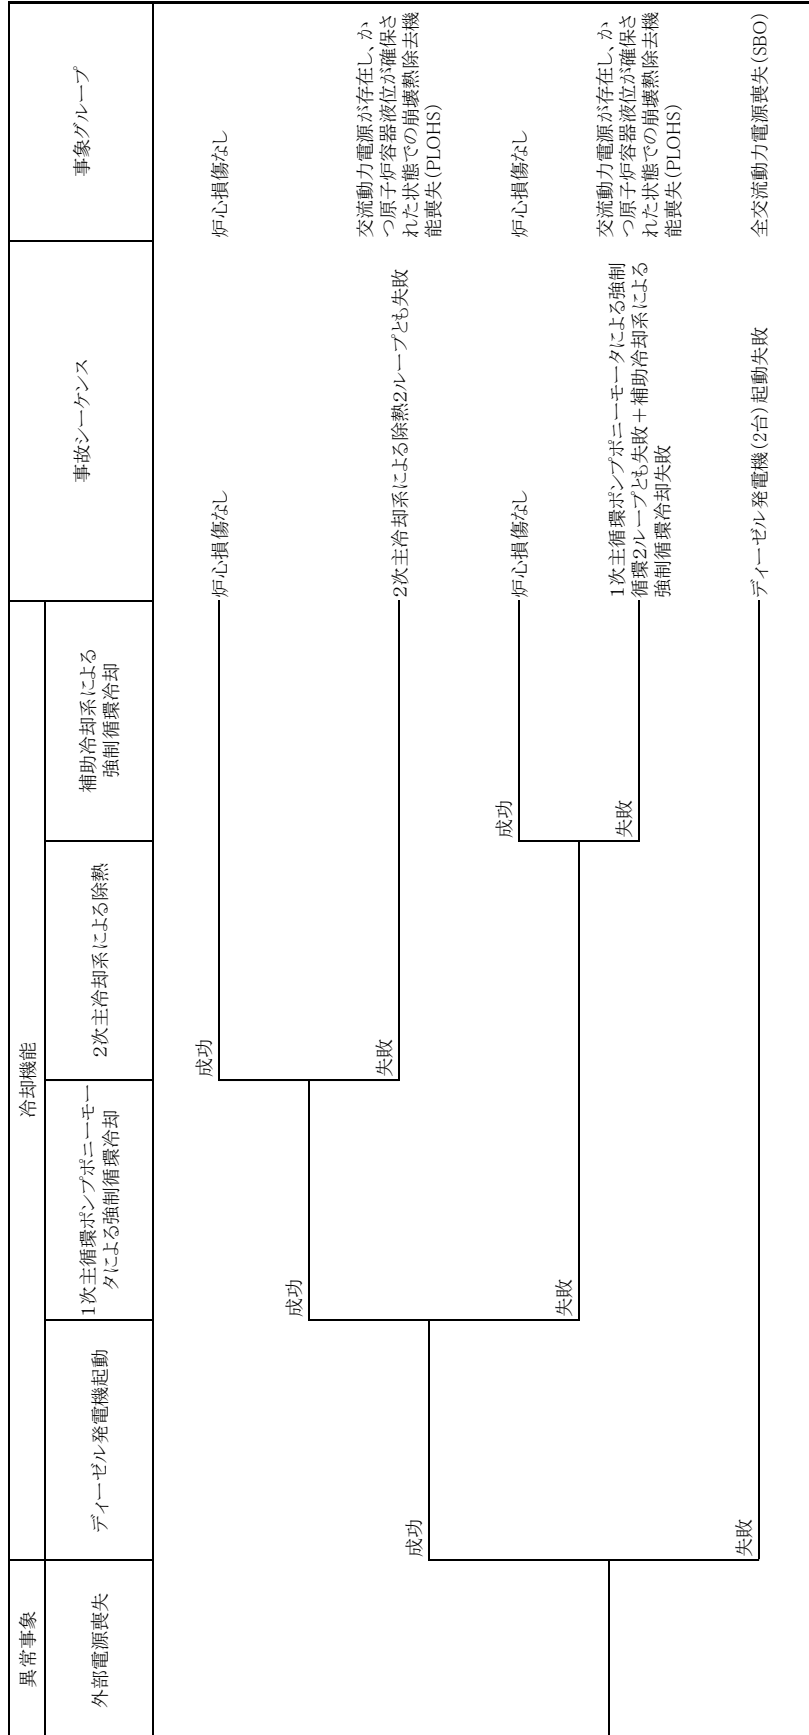 異常事象
冷却機能
事故シーケンス
事象グループ
外部電源喪失
ディーゼル発電機起動
1次主循環ポンプポニーモー
タによる強制循環冷却
2次主冷却系による除熱
補助冷却系による
強制循環冷却
成功
成功
成功
炉心損傷なし
炉心損傷なし
失敗
2次主冷却系による除熱2ループとも失敗
交流動力電源が存在し、か
つ原子炉容器液位が確保さ
れた状態での崩壊熱除去機
能喪失(PLOHS)
失敗
成功
炉心損傷なし
炉心損傷なし
失敗
1次主循環ポンプポニーモータによる強制
循環2ループとも失敗+補助冷却系による
強制循環冷却失敗
交流動力電源が存在し、か
つ原子炉容器液位が確保さ
れた状態での崩壊熱除去機
能喪失(PLOHS)
失敗
ディーゼル発電機(2台)起動失敗
全交流動力電源喪失(SBO)